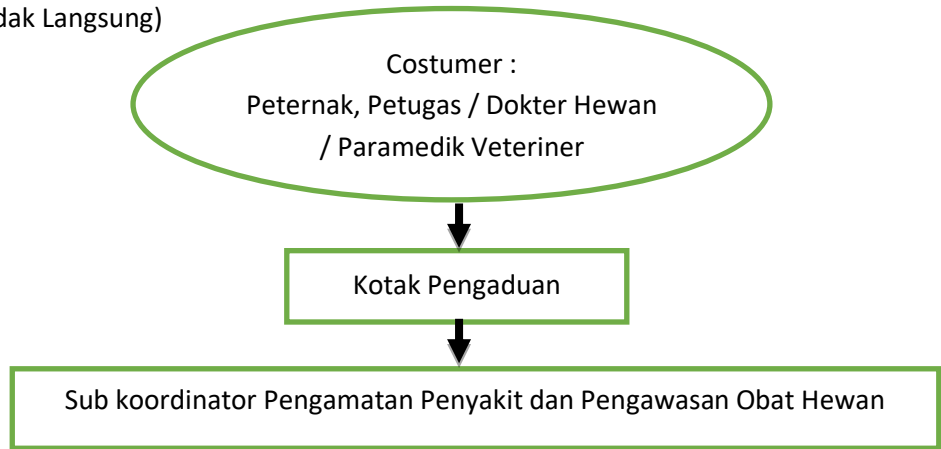 dak Langsung)
Costumer :
Peternak, Petugas / Dokter Hewan
/ Paramedik Veteriner
Kotak Pengaduan
Sub koordinator Pengamatan Penyakit dan Pengawasan Obat Hewan